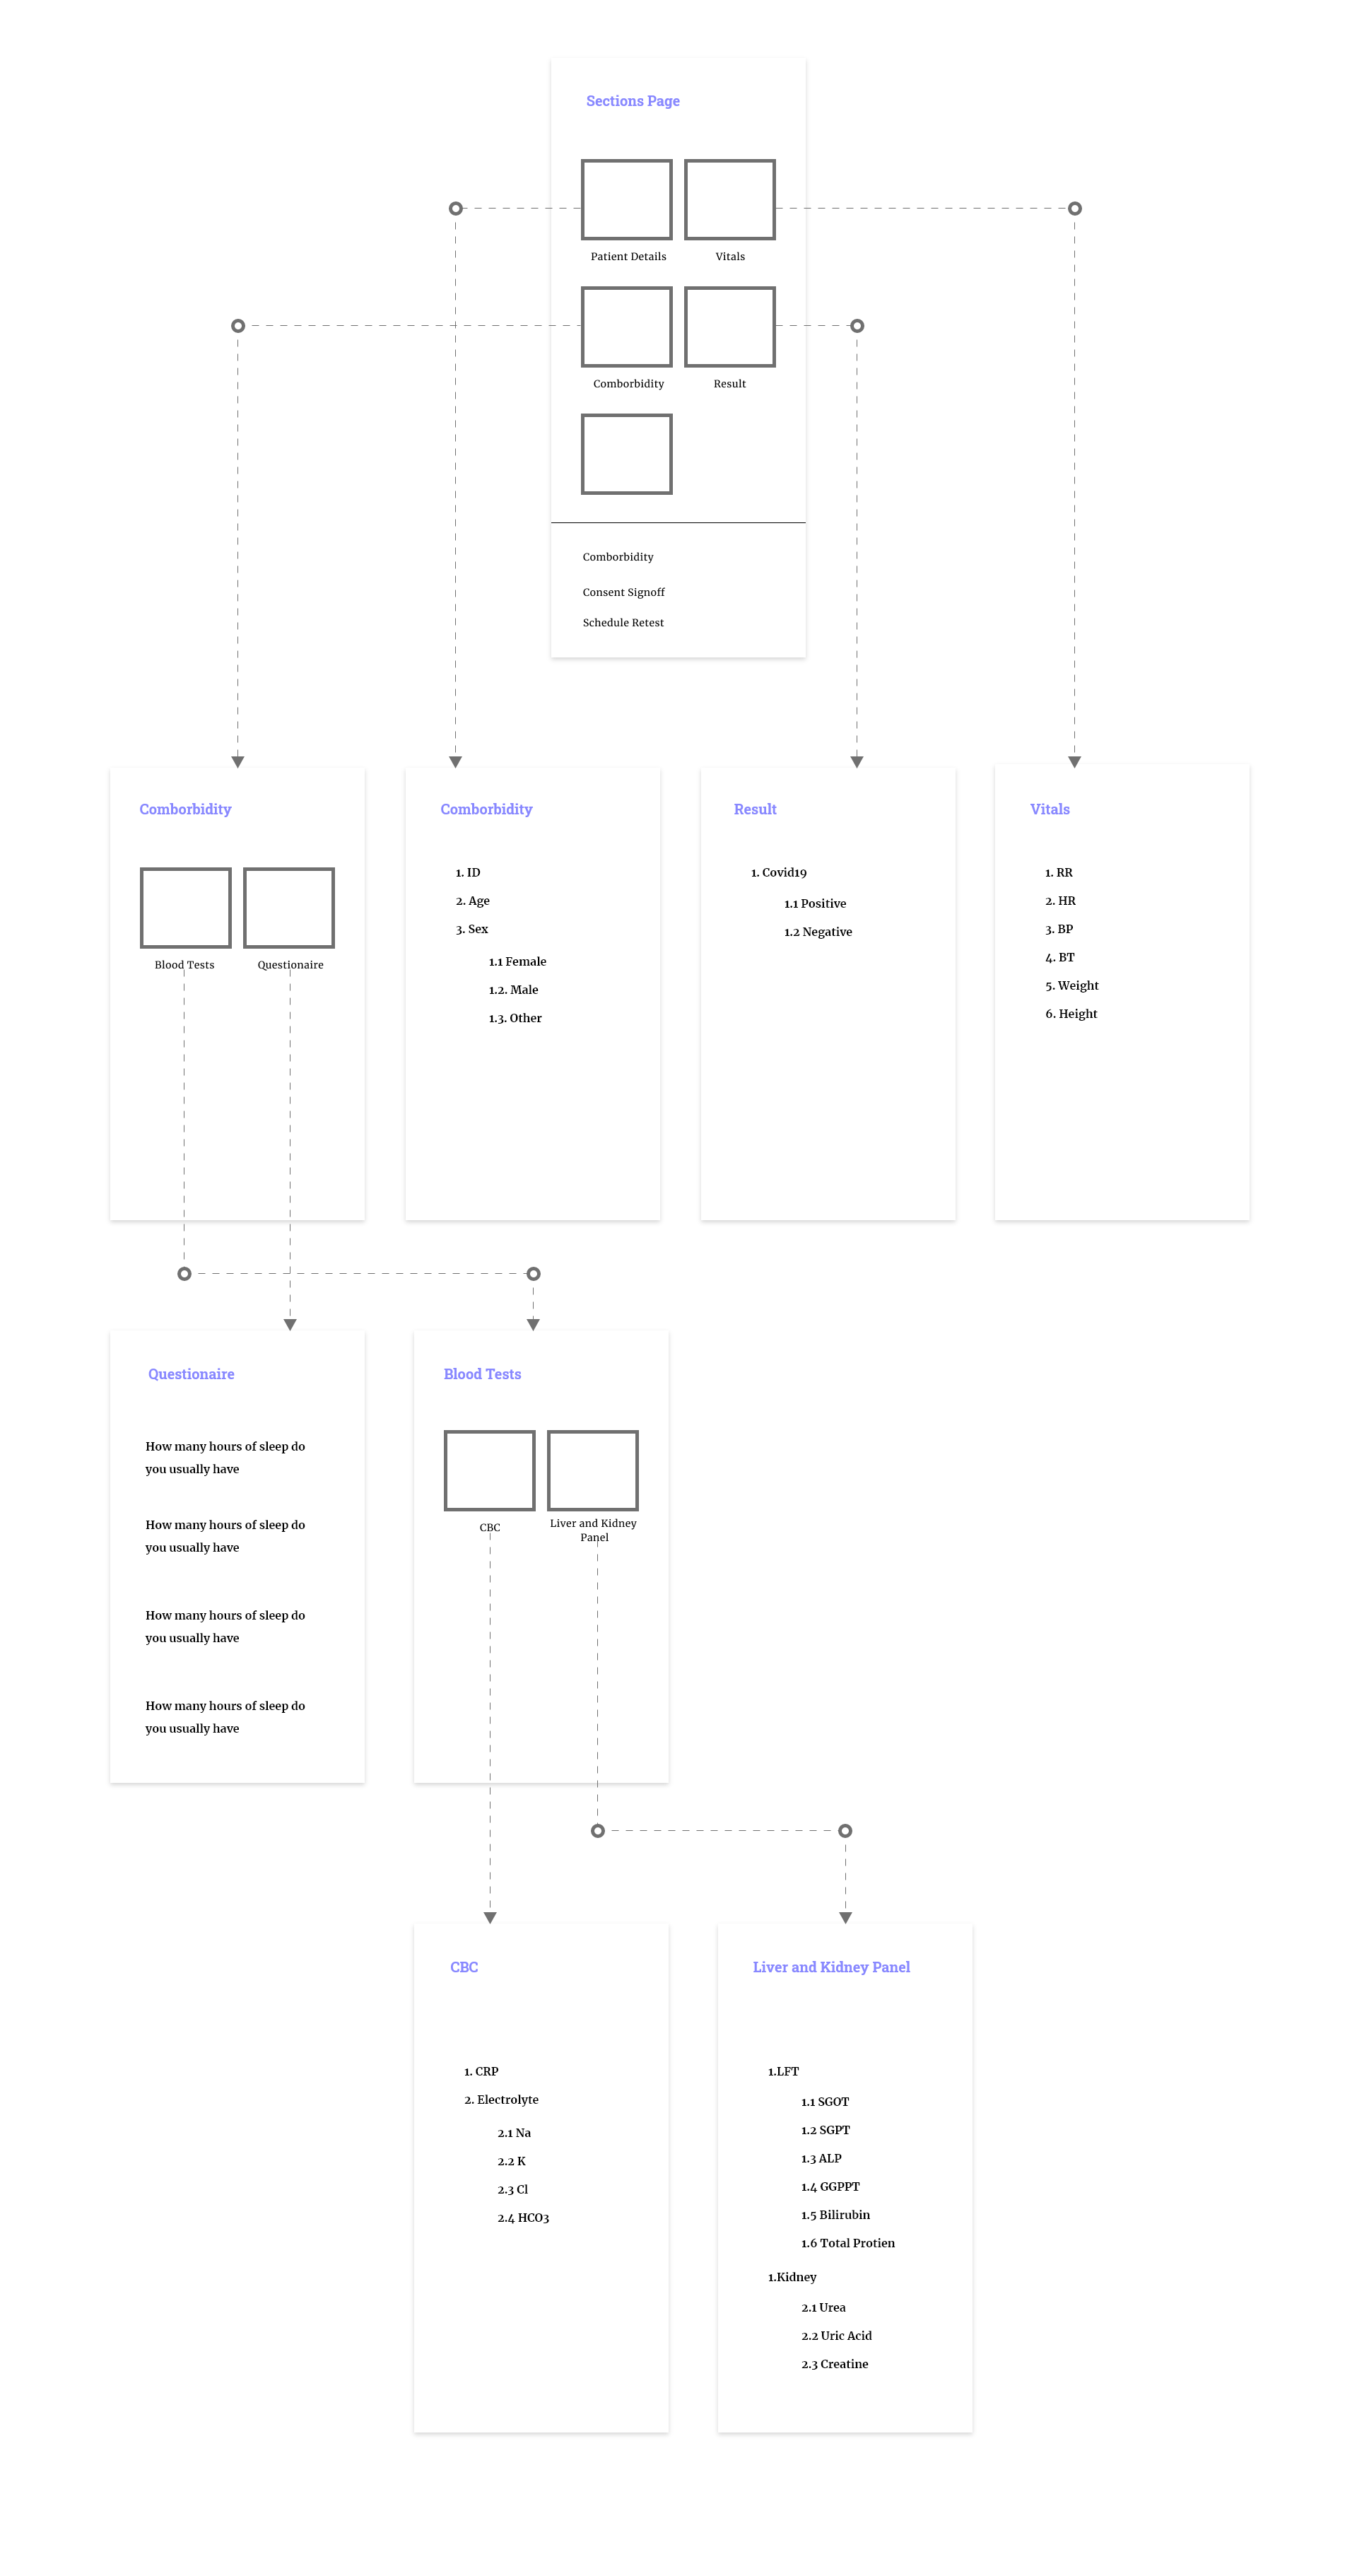 Sections Page
Patient Details
Vitals
Comborbidity
Result
Comborbidity
Consent Signoff
Schedule Retest
Comborbidity
Blood Tests
Questionaire
Comborbidity
1. ID
2. Age
3. Sex
1.1 Female
1.2. Male
1.3. Other
Result
1. Covid19
1.1 Positive
1.2 Negative
Vitals
1. RR
2. HR
3. BP
4. BT
5. Weight
6. Height
Questionaire
How many hours of sleep do
you usually have
How many hours of sleep do
you usually have
How many hours of sleep do
you usually have
How many hours of sleep do
you usually have
Blood Tests
CBC
Liver and Kidney
Panel
CBC
1. CRP
2. Electrolyte
2.1 Na
2.2 K
2.3 Cl
2.4 HCO3
Liver and Kidney Panel
1.LFT
1.1 SGOT
1.2 SGPT
1.3 ALP
1.4 GGPPT
1.5 Bilirubin
1.6 Total Protien
1.Kidney
2.1 Urea
2.2 Uric Acid
2.3 Creatine